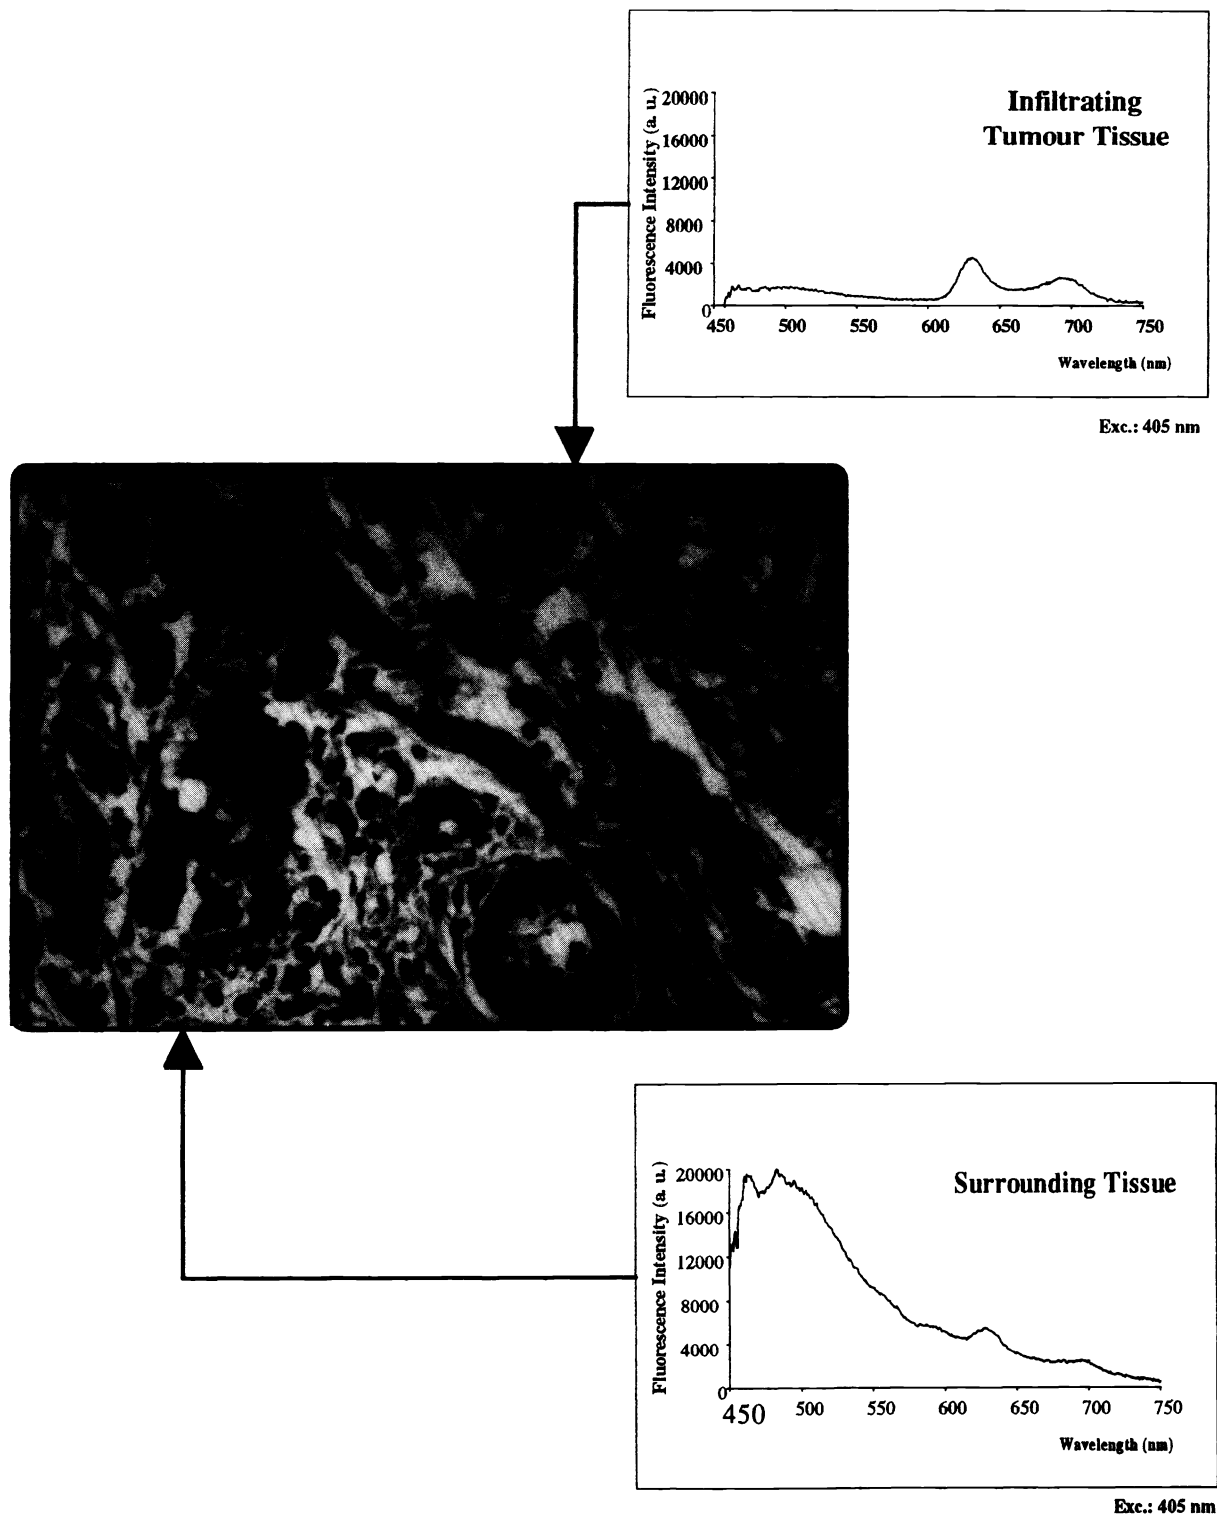 Infiltrating
Tumour Tissue
Fluorescence Intensity (a. u.)
20000
16000
12000
8000
4000
0
450 500 550 600 650 700 750
Wavelength (nm)
Exc.: 405 nm
Surrounding Tissue
Fluorescence Intensity (a. u.)
20000
16000
12000
8000
4000
0
450 500 550 600 650 700 750
Wavelength (nm)
Exc.: 405 nm